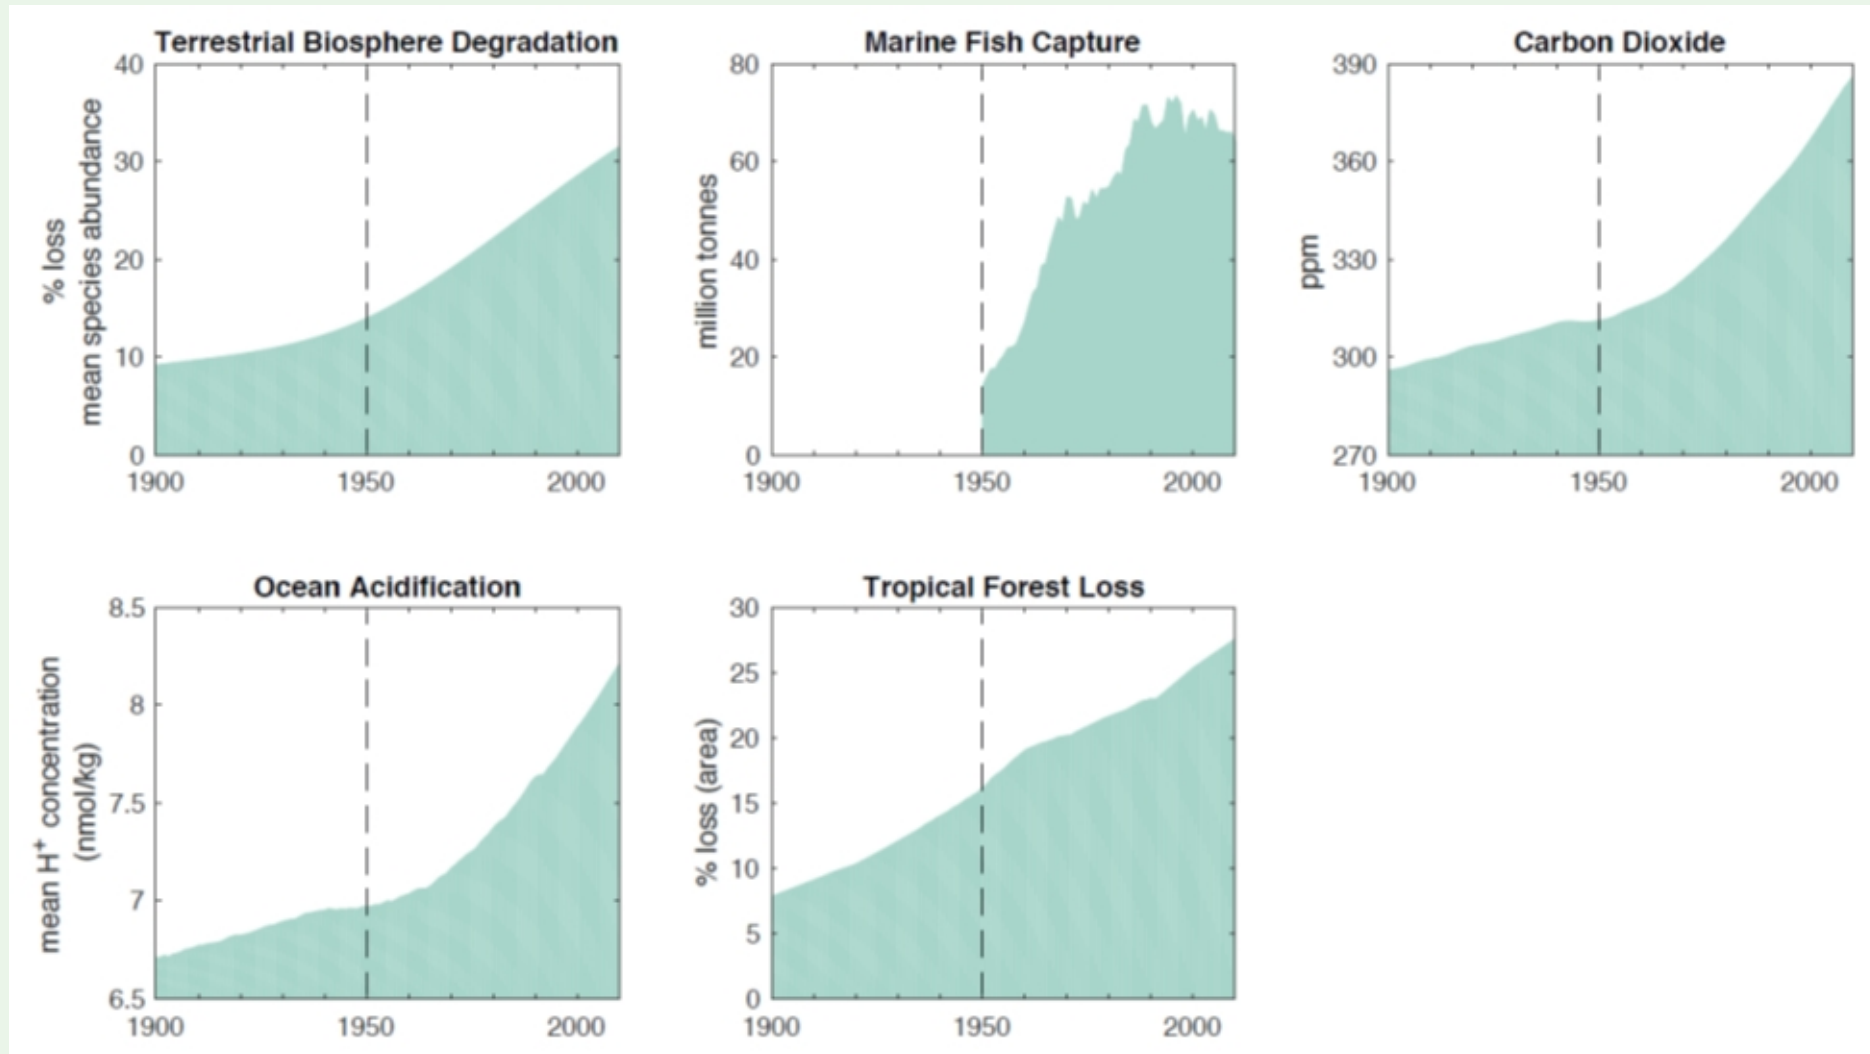 Terrestrial Biosphere Degradation
% loss
mean species abundance
40
30
20
10
0
1900 1950 2000
Marine Fish Capture
million tonnes
80
60
40
20
0
1900 1950 2000
Carbon Dioxide
ppm
390
360
330
300
270
1900 1950 2000
Ocean Acidification
mean H⁺ concentration
(nmol/kg)
8.5
8
7.5
7
6.5
1900 1950 2000
Tropical Forest Loss
% loss (area)
30
25
20
15
10
5
0
1900 1950 2000